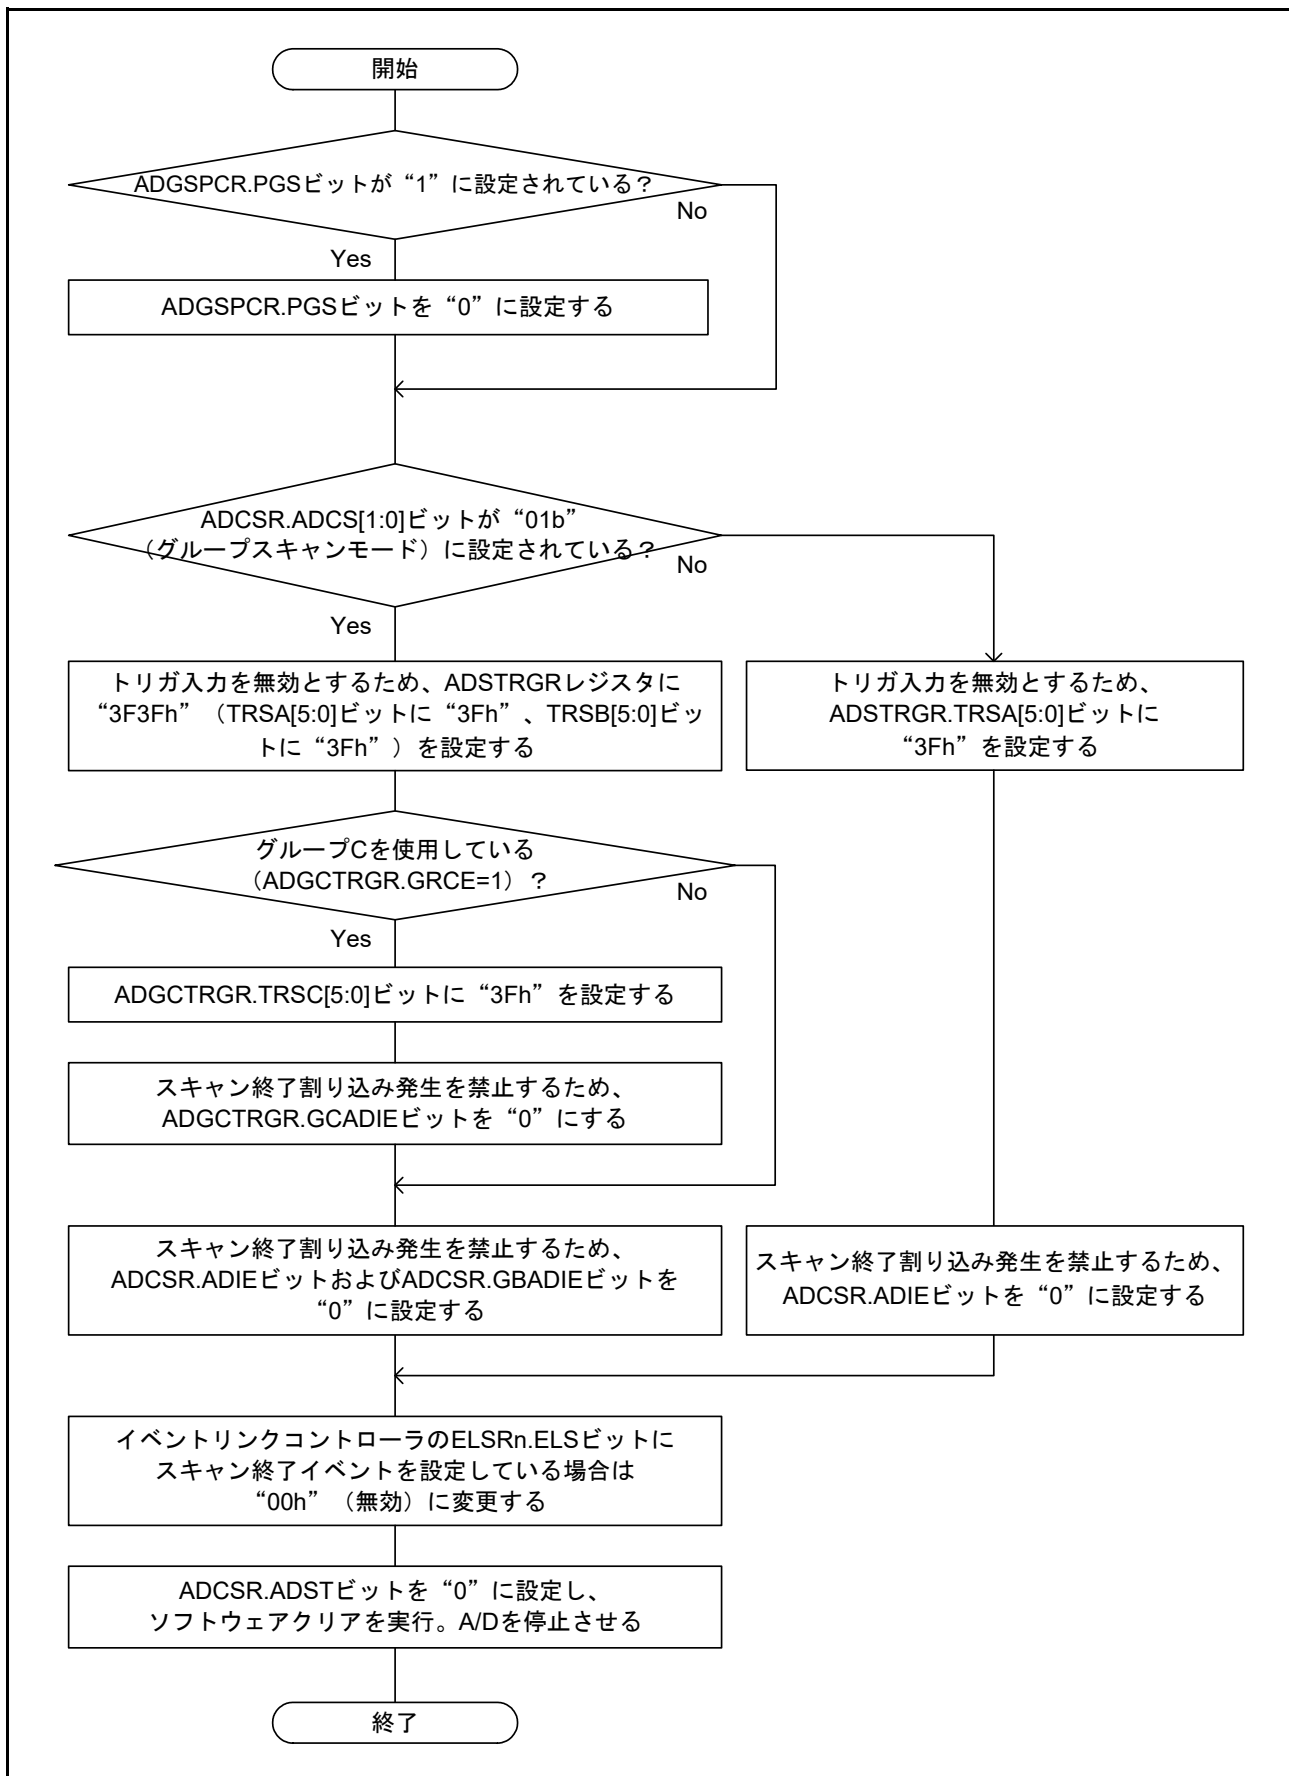 開始
ADGSPCR.PGSビットが“1”に設定されている？
No
Yes
ADGSPCR.PGSビットを“0”に設定する
ADCSR.ADCS[1:0]ビットが“01b”
（グループスキャンモード）に設定されている？
No
Yes
トリガ入力を無効とするため、ADSTRGRレジスタに
“3F3Fh”（TRSA[5:0]ビットに“3Fh”、TRSB[5:0]ビッ
トに“3Fh”）を設定する
トリガ入力を無効とするため、
ADSTRGR.TRSA[5:0]ビットに
“3Fh”を設定する
グループCを使用している
（ADGCTRGR.GRCE=1）？
No
Yes
ADGCTRGR.TRSC[5:0]ビットに“3Fh”を設定する
スキャン終了割り込み発生を禁止するため、
ADGCTRGR.GCADIEビットを“0”にする
スキャン終了割り込み発生を禁止するため、
ADCSR.ADIEビットおよびADCSR.GBADIEビットを
“0”に設定する
スキャン終了割り込み発生を禁止するため、
ADCSR.ADIEビットを“0”に設定する
イベントリンクコントローラのELSRn.ELSビットに
スキャン終了イベントを設定している場合は
“00h”（無効）に変更する
ADCSR.ADSTビットを“0”に設定し、
ソフトウェアクリアを実行。A/Dを停止させる
終了